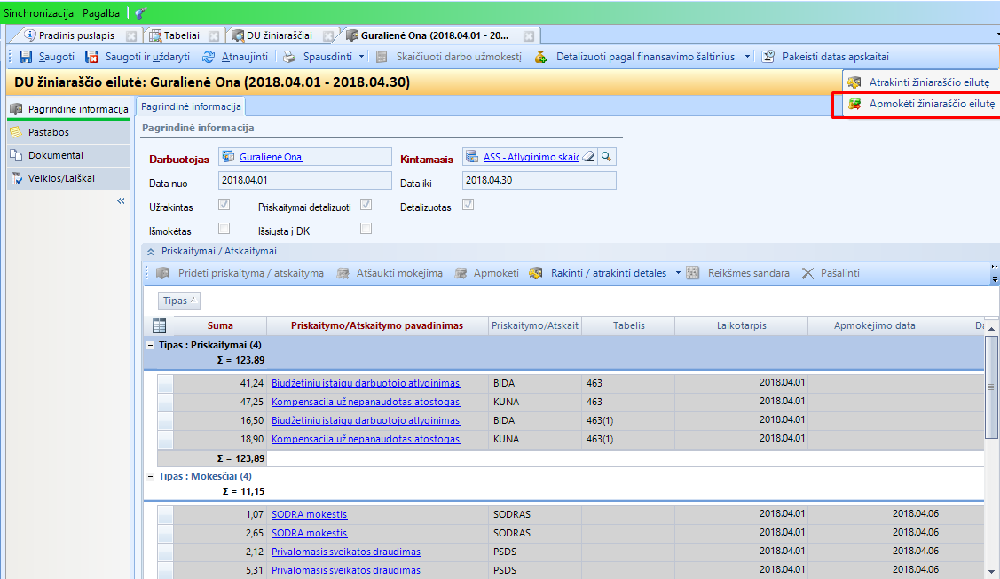 Sinchronizacija Pagalba
Pradinis puslapis Tabeliai DU žiniaraščiai Guralienė Ona (2018.04.01 - 20...
Saugoti Saugoti ir uždaryti Atnaujinti Spausdinti Skaičiuoti darbo užmokestį Detalizuoti pagal finansavimo šaltinius Pakeisti datas apskaitai
DU žiniaraščio eilutė: Guralienė Ona (2018.04.01 - 2018.04.30)
Atrakinti žiniaraščio eilutę
Apmokėti žiniaraščio eilutę
Pagrindinė informacija
Pastabos
Dokumentai
Veiklos/Laiškai
«
Pagrindinė informacija
Pagrindinė informacija
Darbuotojas Guralienė Ona Kintamasis ASS - Atlyginimo skaič
Data nuo 2018.04.01 Data iki 2018.04.30
Užrakintas Priskaitymai detalizuoti Detalizuotas
Išmokėtas Išsiųsta į DK
Priskaitymai / Atskaitymai
Pridėti priskaitymą / atskaitymą Atšaukti mokėjimą Apmokėti Rakinti / atrakinti detales Reikšmės sandara Pašalinti
Tipas
Suma Priskaitymo/Atskaitymo pavadinimas Priskaitymo/Atskait Tabelis Laikotarpis Apmokėjimo data Da
Tipas : Priskaitymai (4)
Σ = 123,89
41,24 Biudžetinių įstaigų darbuotojo atlyginimas BIDA 463 2018.04.01
47,25 Kompensacija už nepanaudotas atostogas KUNA 463 2018.04.01
16,50 Biudžetinių įstaigų darbuotojo atlyginimas BIDA 463(1) 2018.04.01
18,90 Kompensacija už nepanaudotas atostogas KUNA 463(1) 2018.04.01
Σ = 123,89
Tipas : Mokesčiai (4)
Σ = 11,15
1,07 SODRA mokestis SODRAS 2018.04.01 2018.04.06
2,65 SODRA mokestis SODRAS 2018.04.01 2018.04.06
2,12 Privalomasis sveikatos draudimas PSDS 2018.04.01 2018.04.06
5,31 Privalomasis sveikatos draudimas PSDS 2018.04.01 2018.04.06